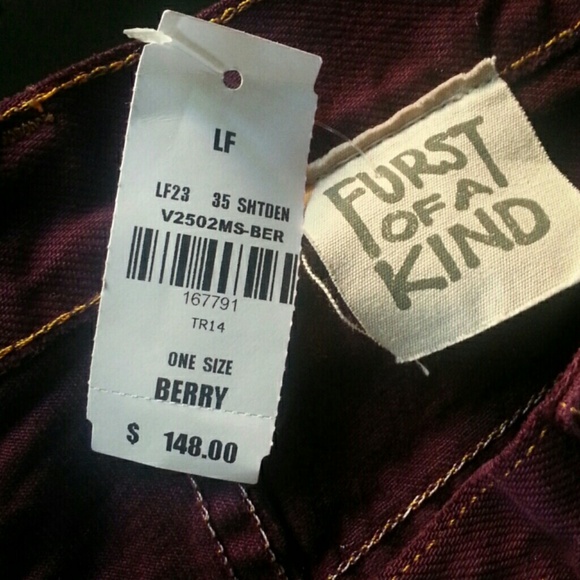 LF
LF23 35 SHTDEN
V2502MS-BER
167791
TR14
ONE SIZE
BERRY
$ 148.00
FURST
OF A
KIND